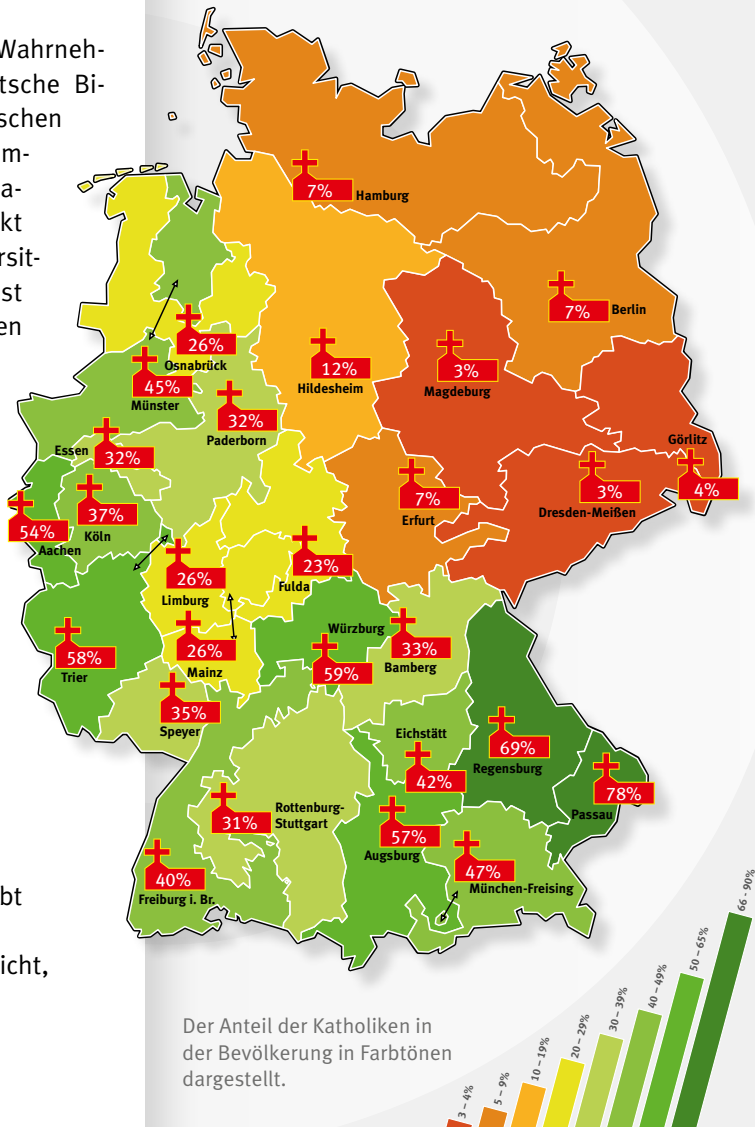 Wahrneh-
tsche Bi-
schen
m-
a-
kt
rsit-
st
en
7%
Hamburg
7%
Berlin
26%
Osnabrück
12%
Hildesheim
3%
Magdeburg
45%
Münster
32%
Paderborn
Görlitz
4%
Essen
32%
7%
Erfurt
3%
Dresden-Meißen
37%
Köln
54%
Aachen
26%
Limburg
23%
Fulda
Würzburg
59%
33%
Bamberg
26%
Mainz
58%
Trier
35%
Speyer
Eichstätt
42%
69%
Regensburg
78%
Passau
31%
Rottenburg-
Stuttgart
57%
Augsburg
47%
München-Freising
40%
Freiburg i. Br.
bt
icht,
Der Anteil der Katholiken in
der Bevölkerung in Farbtönen
dargestellt.
3 – 4%
5 – 9%
10 – 19%
20 – 29%
30 – 39%
40 – 49%
50 – 65%
66 - 90%